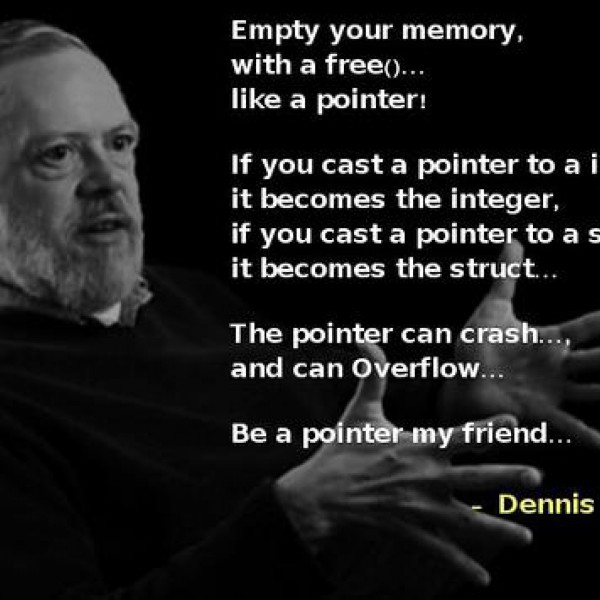 Empty your memory,
with a free()...
like a pointer!
If you cast a pointer to a i
it becomes the integer,
if you cast a pointer to a s
it becomes the struct...
The pointer can crash...,
and can Overflow...
Be a pointer my friend...
- Dennis